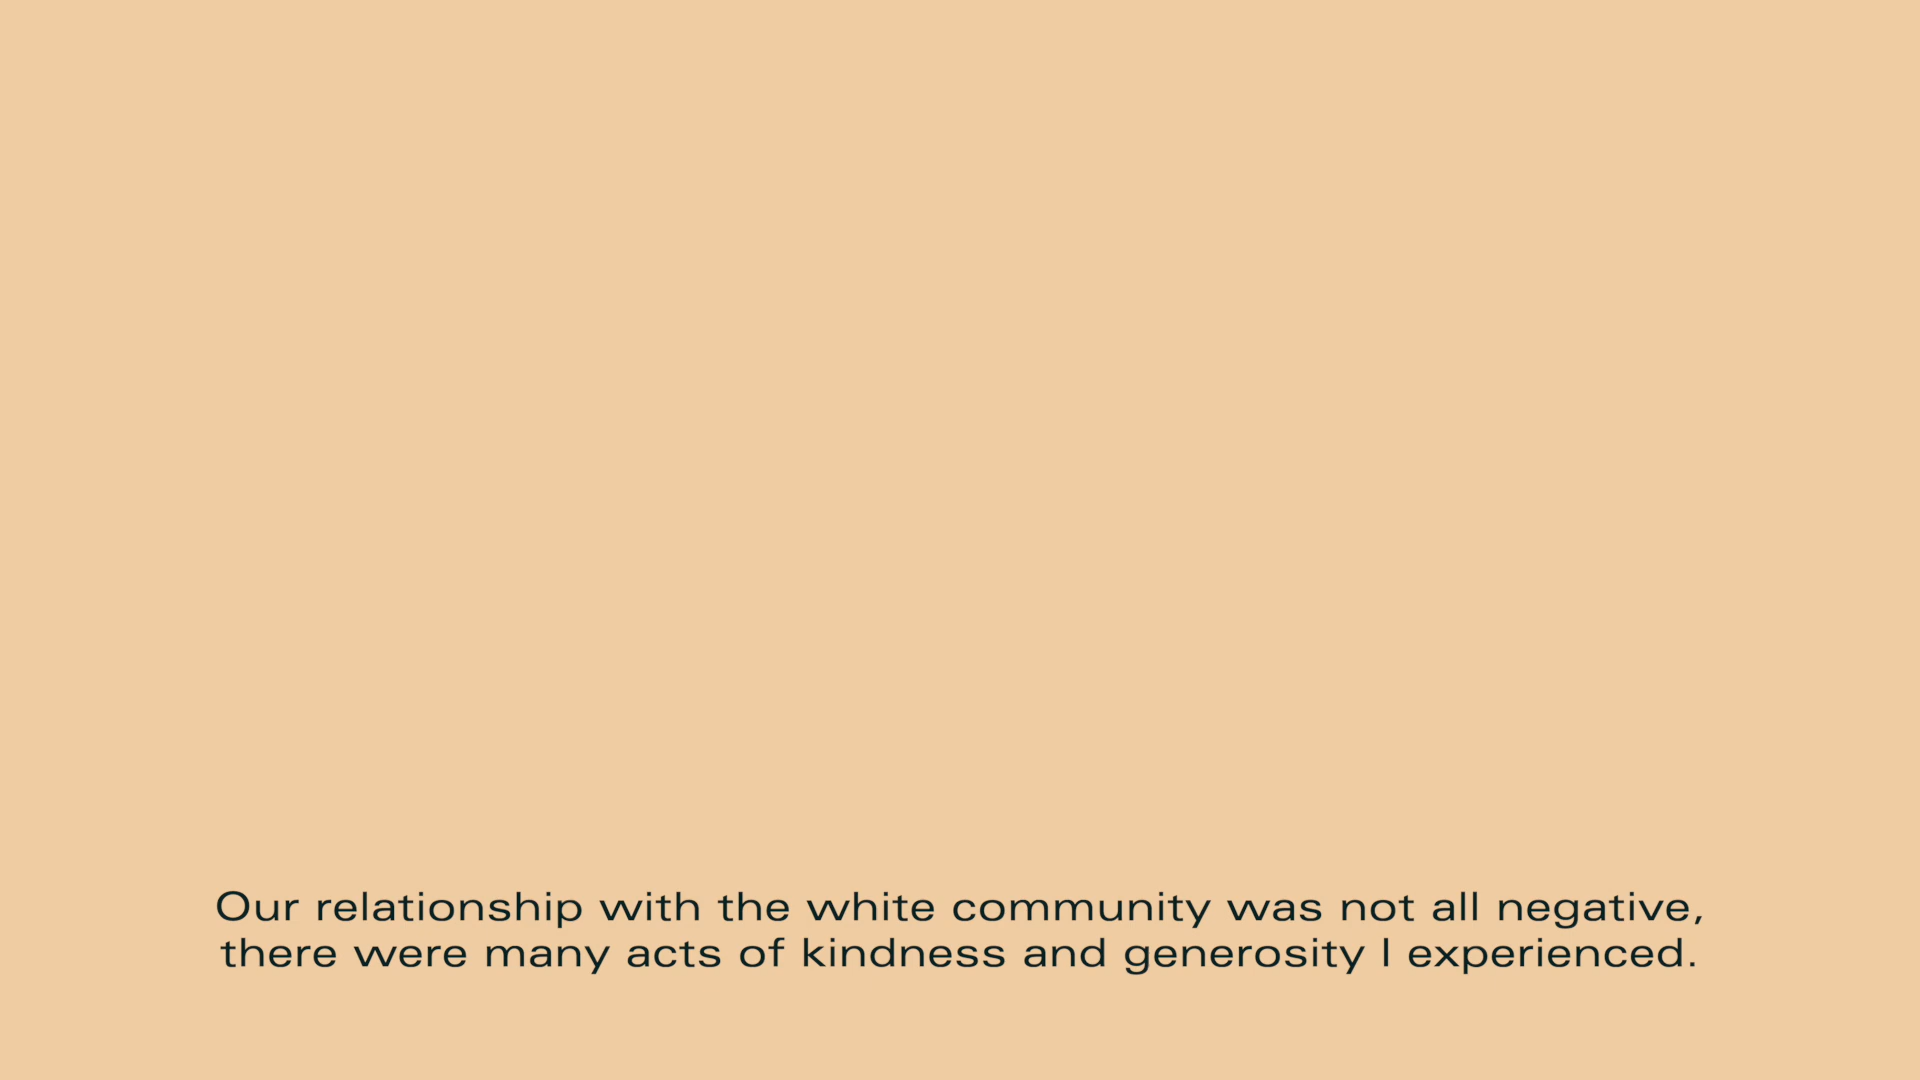 Our relationship with the white community was not all negative,
there were many acts of kindness and generosity I experienced.